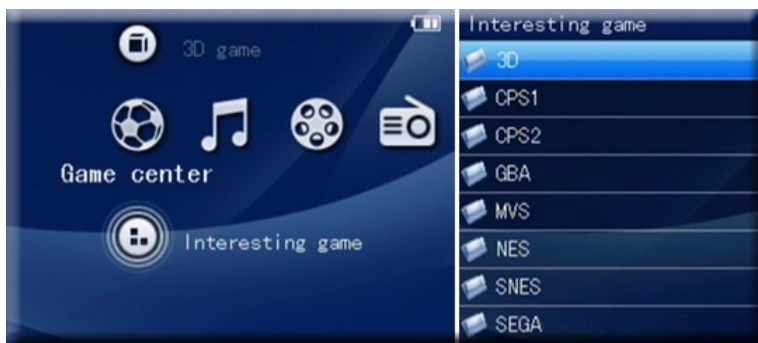 3D game
Game center
Interesting game
Interesting game
3D
CPS1
CPS2
GBA
MVS
NES
SNES
SEGA